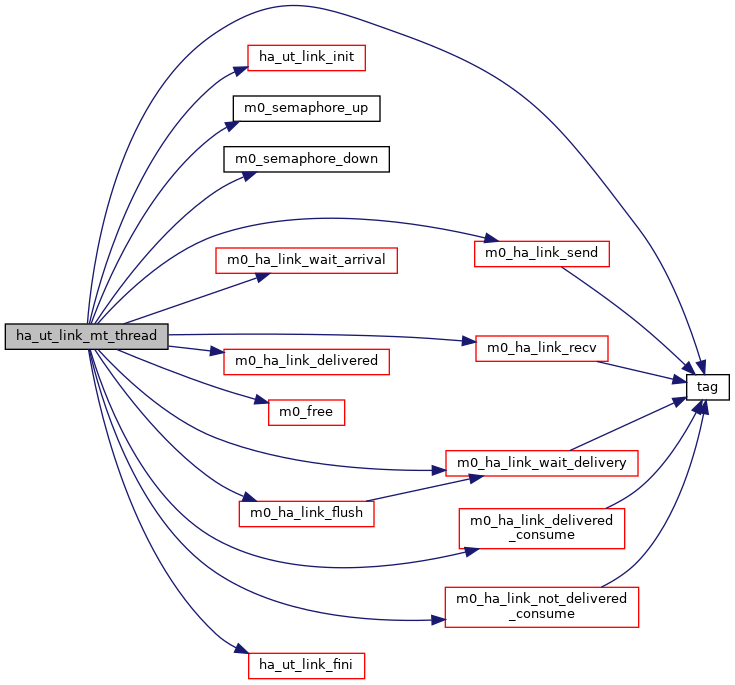 ha_ut_link_init
m0_semaphore_up
m0_semaphore_down
m0_ha_link_send
m0_ha_link_wait_arrival
ha_ut_link_mt_thread
m0_ha_link_recv
m0_ha_link_delivered
tag
m0_free
m0_ha_link_wait_delivery
m0_ha_link_flush
m0_ha_link_delivered
_consume
m0_ha_link_not_delivered
_consume
ha_ut_link_fini